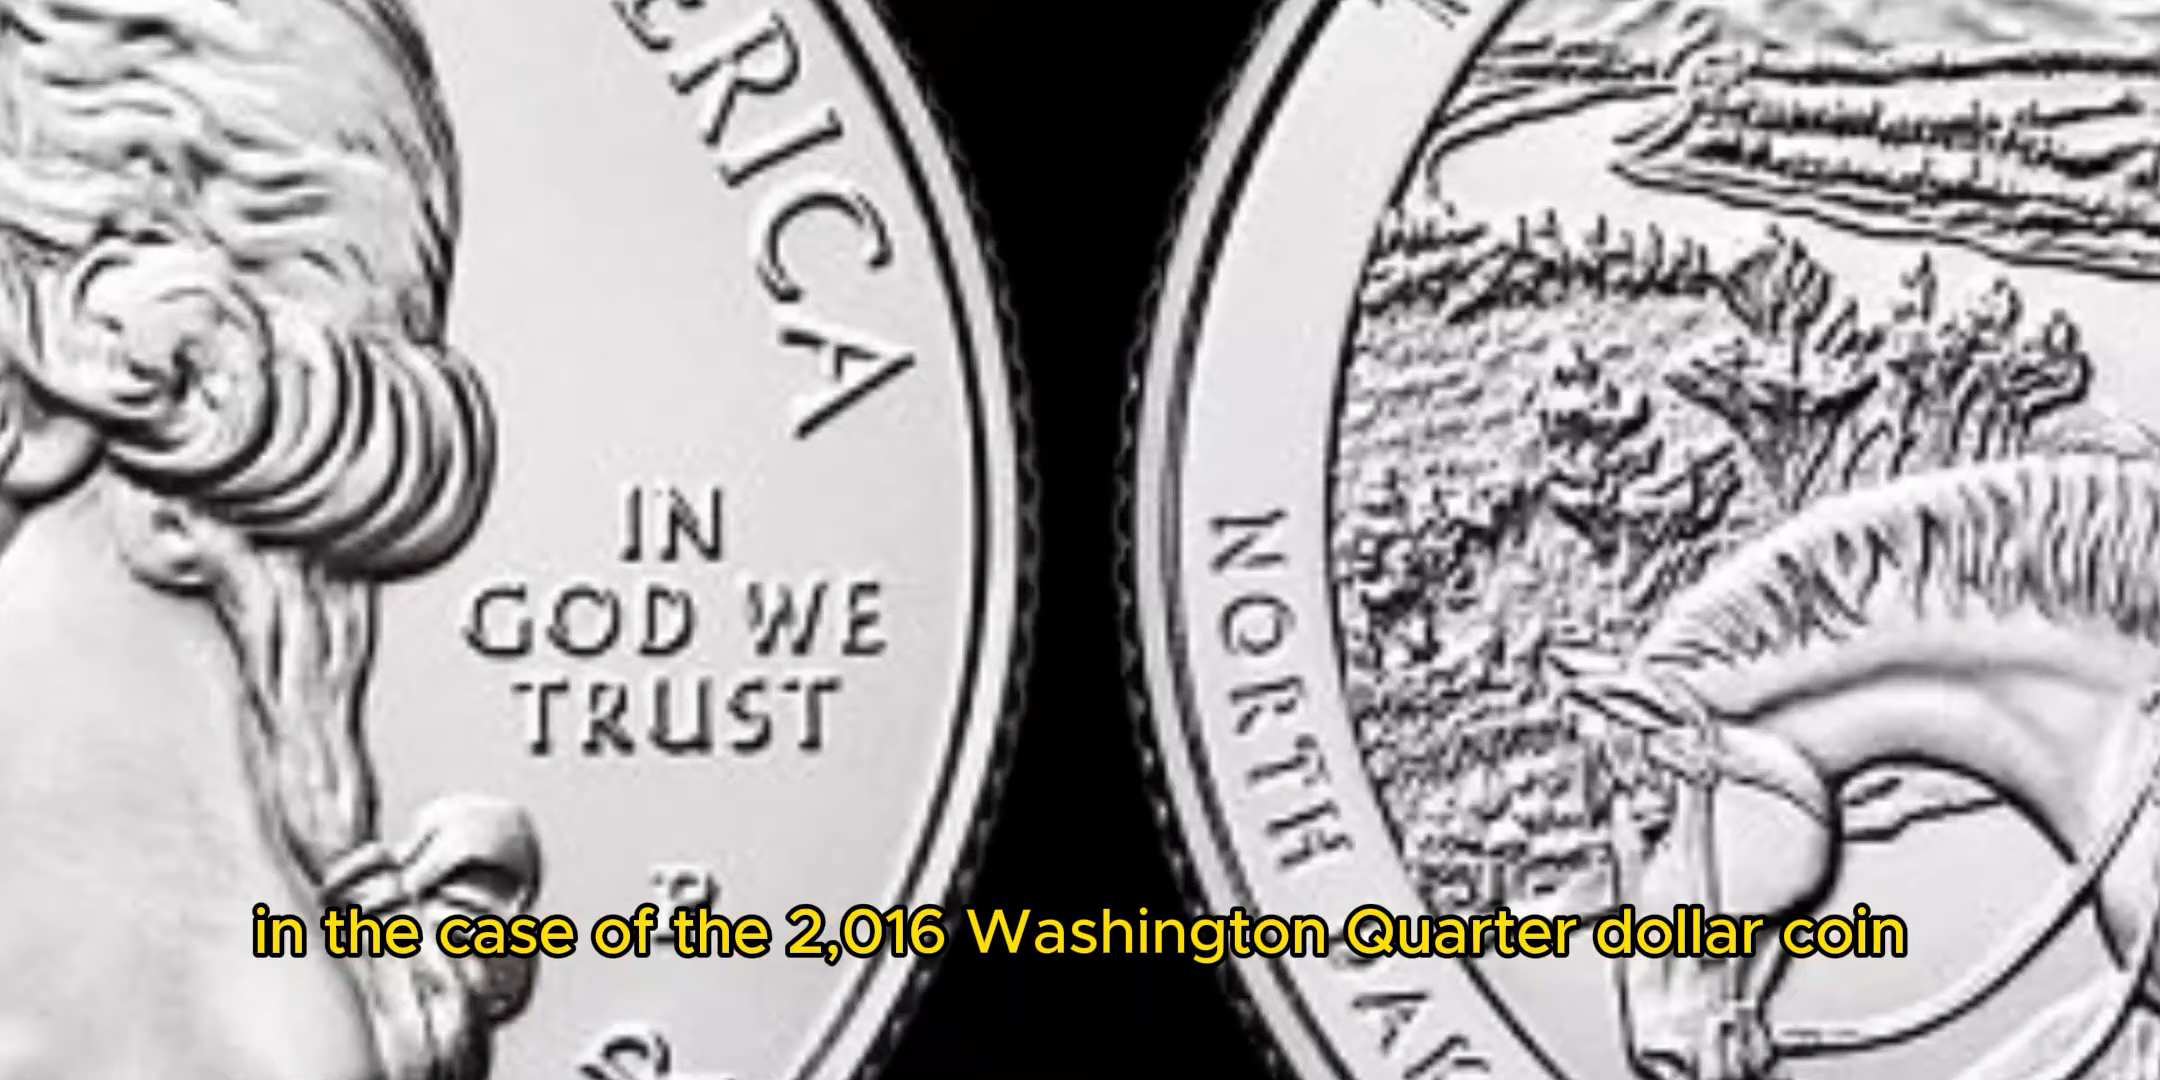 ERICA
IN
GOD WE
TRUST
P
NORTH
in the case of the 2,016 Washington Quarter dollar coin